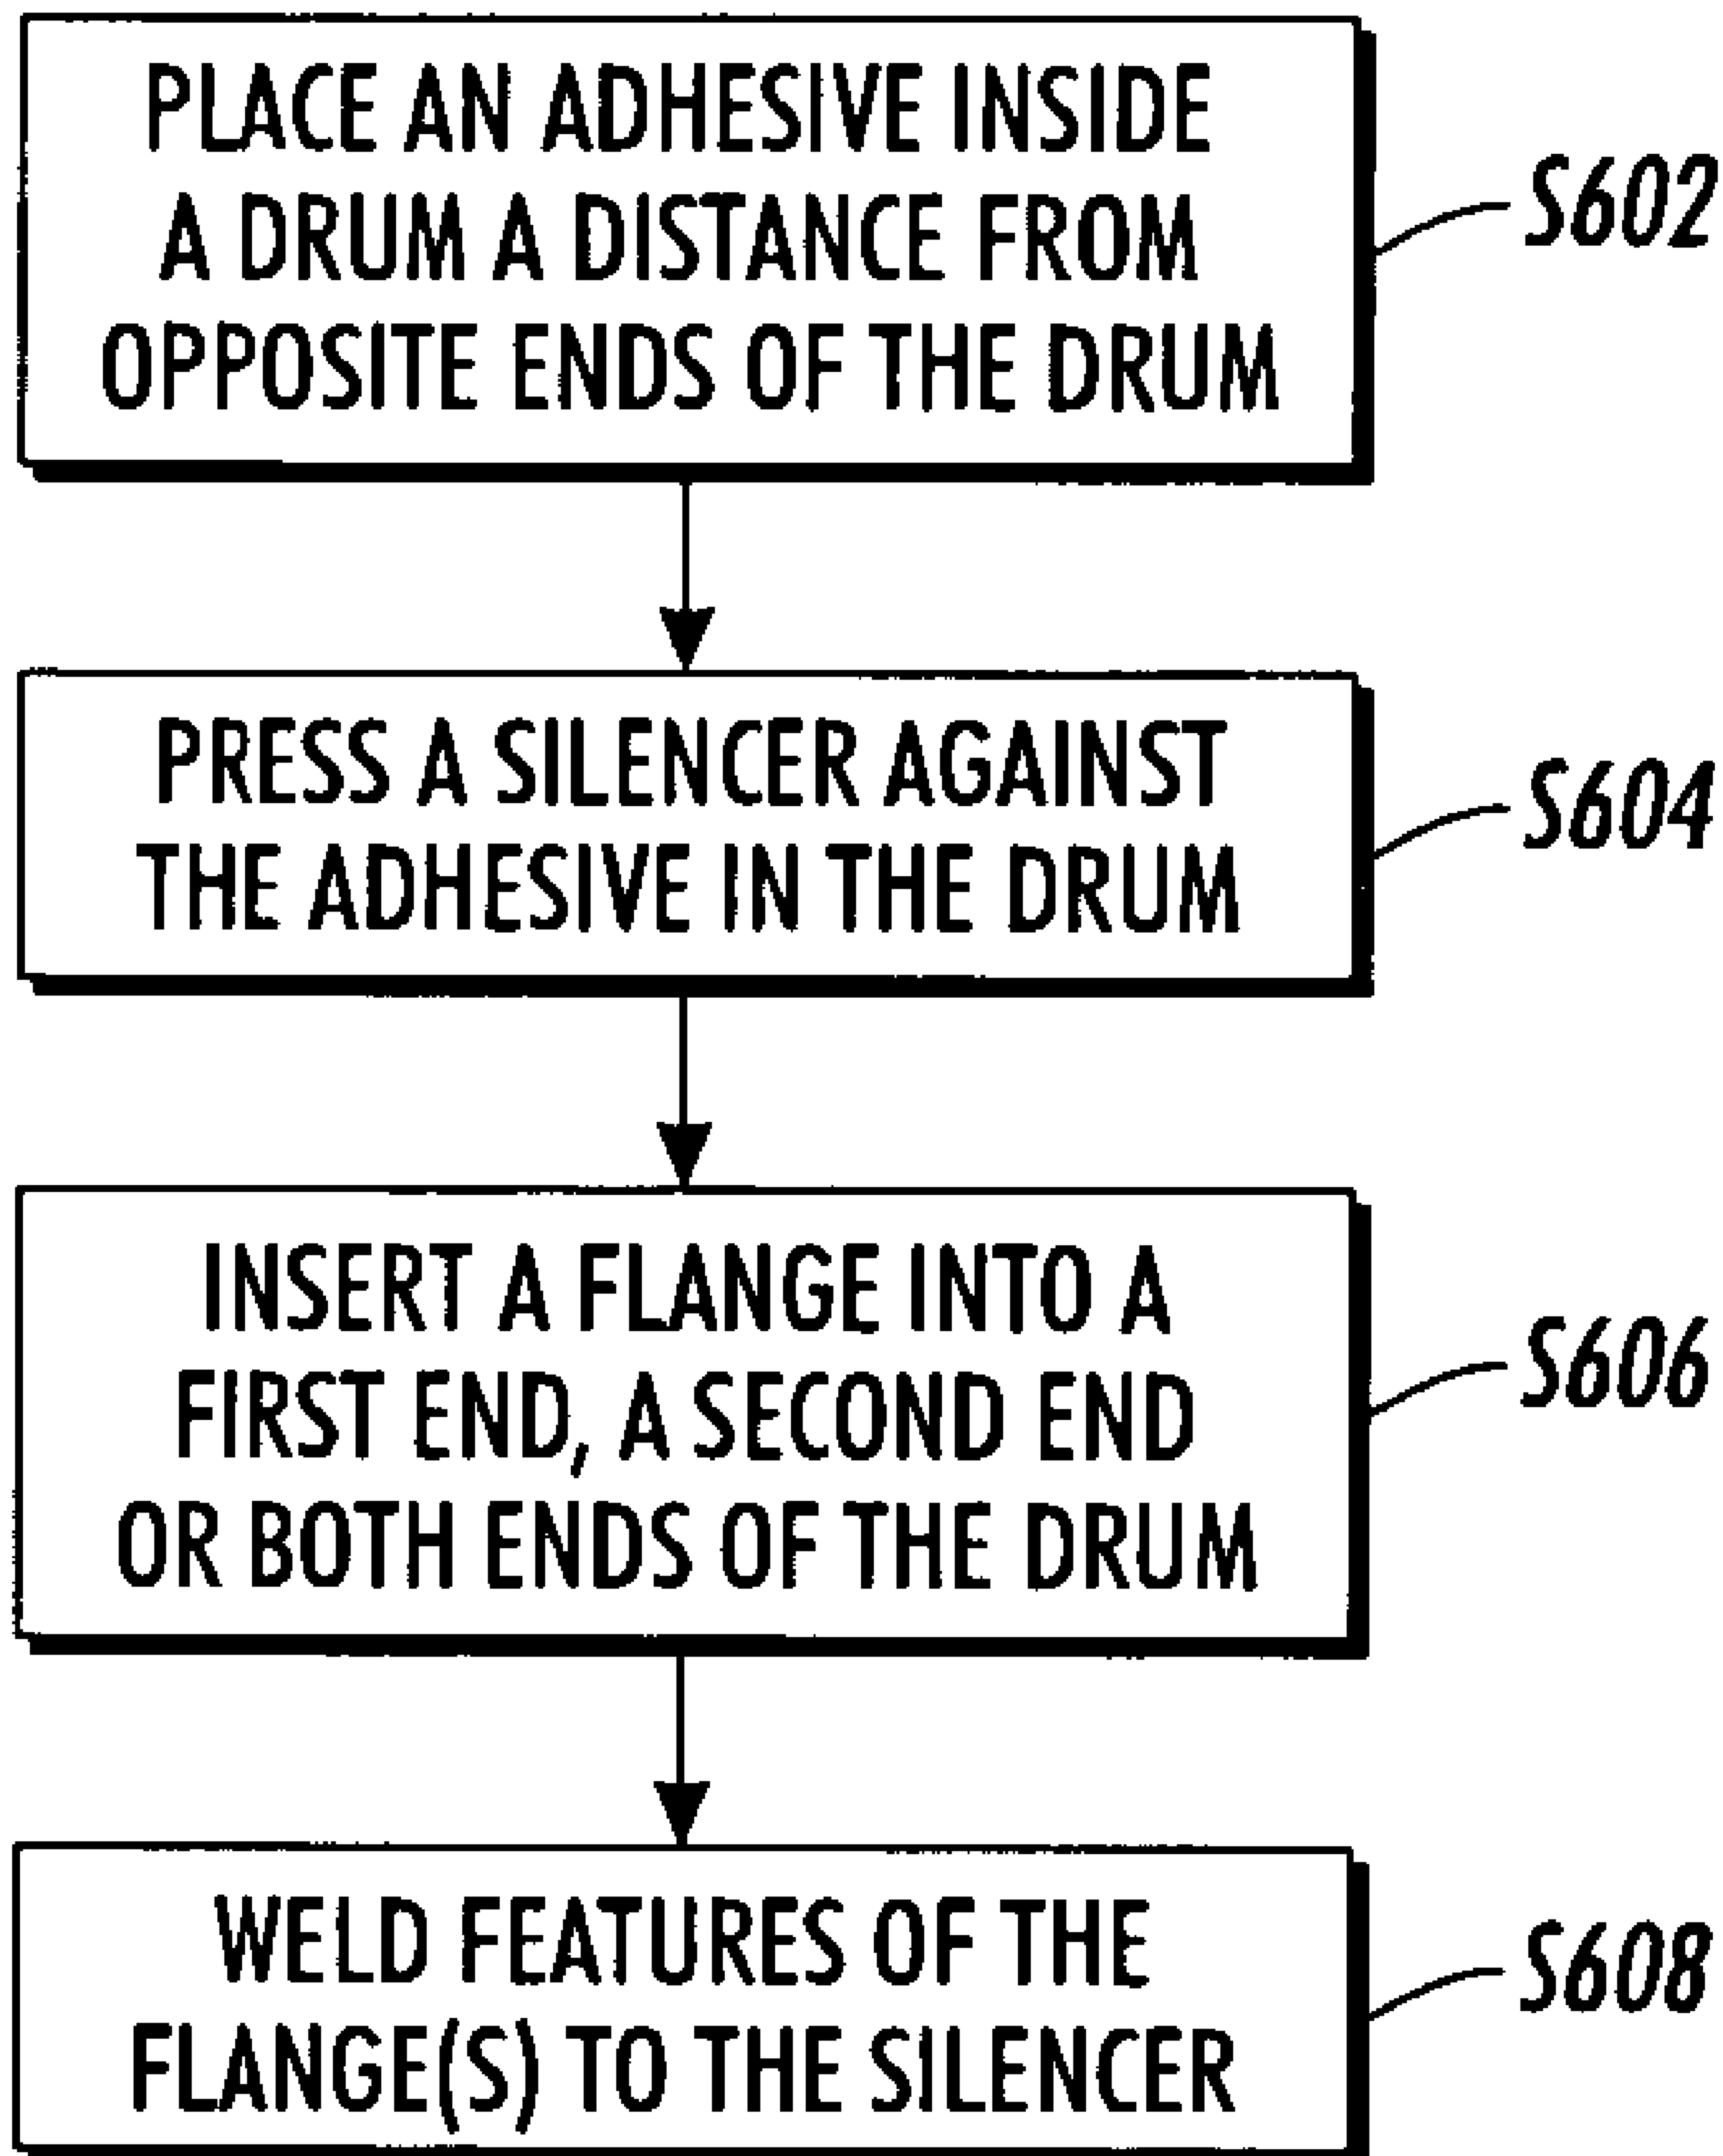 PLACE AN ADHESIVE INSIDE
A DRUM A DISTANCE FROM
OPPOSITE ENDS OF THE DRUM
S602
PRESS A SILENCER AGAINST
THE ADHESIVE IN THE DRUM
S604
INSERT A FLANGE INTO A
FIRST END, A SECOND END
OR BOTH ENDS OF THE DRUM
S606
WELD FEATURES OF THE
FLANGE(S) TO THE SILENCER
S608